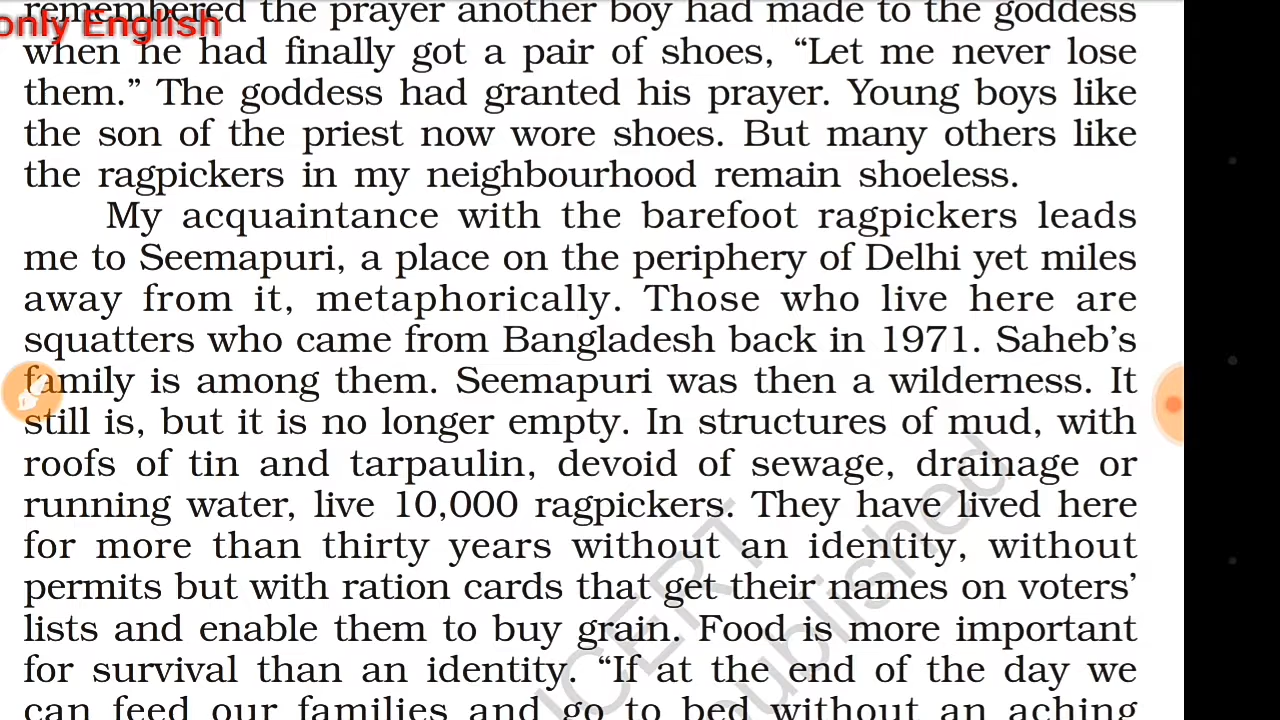 remembered the prayer another boy had made to the goddess
only English
when he had finally got a pair of shoes, “Let me never lose
them.” The goddess had granted his prayer. Young boys like
the son of the priest now wore shoes. But many others like
the ragpickers in my neighbourhood remain shoeless.
My acquaintance with the barefoot ragpickers leads
me to Seemapuri, a place on the periphery of Delhi yet miles
away from it, metaphorically. Those who live here are
squatters who came from Bangladesh back in 1971. Saheb’s
family is among them. Seemapuri was then a wilderness. It
still is, but it is no longer empty. In structures of mud, with
roofs of tin and tarpaulin, devoid of sewage, drainage or
running water, live 10,000 ragpickers. They have lived here
for more than thirty years without an identity, without
permits but with ration cards that get their names on voters’
lists and enable them to buy grain. Food is more important
for survival than an identity. “If at the end of the day we
can feed our families and go to bed without an aching
NCERT
published